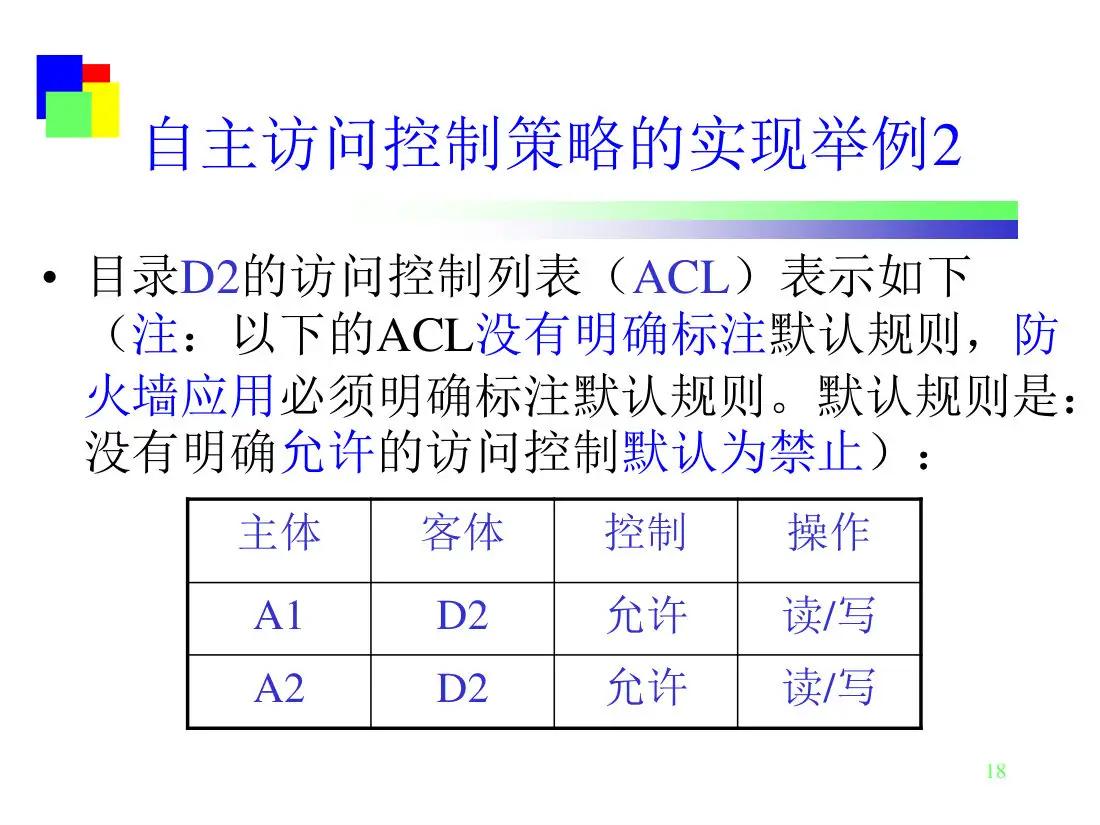 自主访问控制策略的实现举例2
• 目录D2的访问控制列表（ACL）表示如下
（注：以下的ACL没有明确标注默认规则，防
火墙应用必须明确标注默认规则。默认规则是：
没有明确允许的访问控制默认为禁止）：
主体 客体 控制 操作
A1 D2 允许 读/写
A2 D2 允许 读/写
18